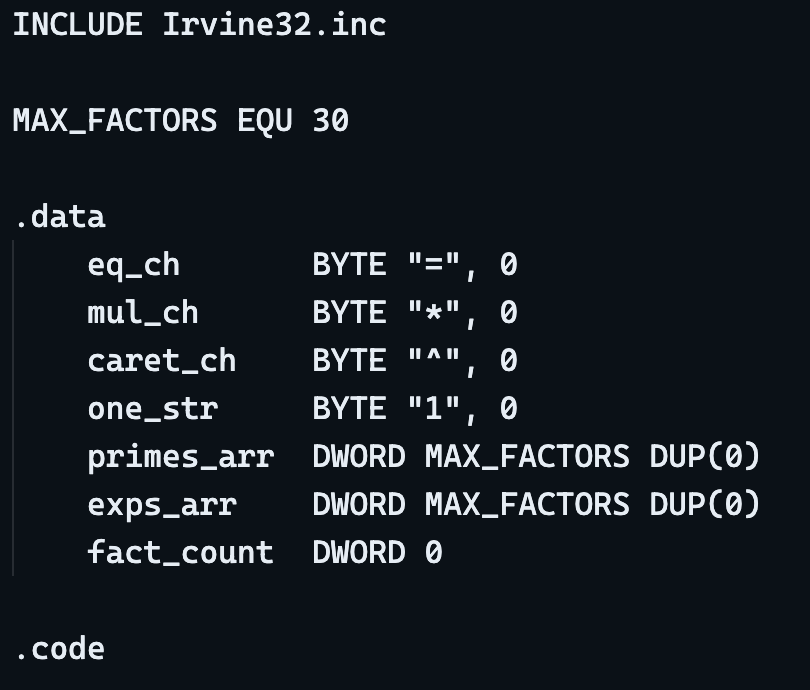 INCLUDE Irvine32.inc
MAX_FACTORS EQU 30
.data
eq_ch BYTE "=", 0
mul_ch BYTE "*", 0
caret_ch BYTE "^", 0
one_str BYTE "1", 0
primes_arr DWORD MAX_FACTORS DUP(0)
exps_arr DWORD MAX_FACTORS DUP(0)
fact_count DWORD 0
.code